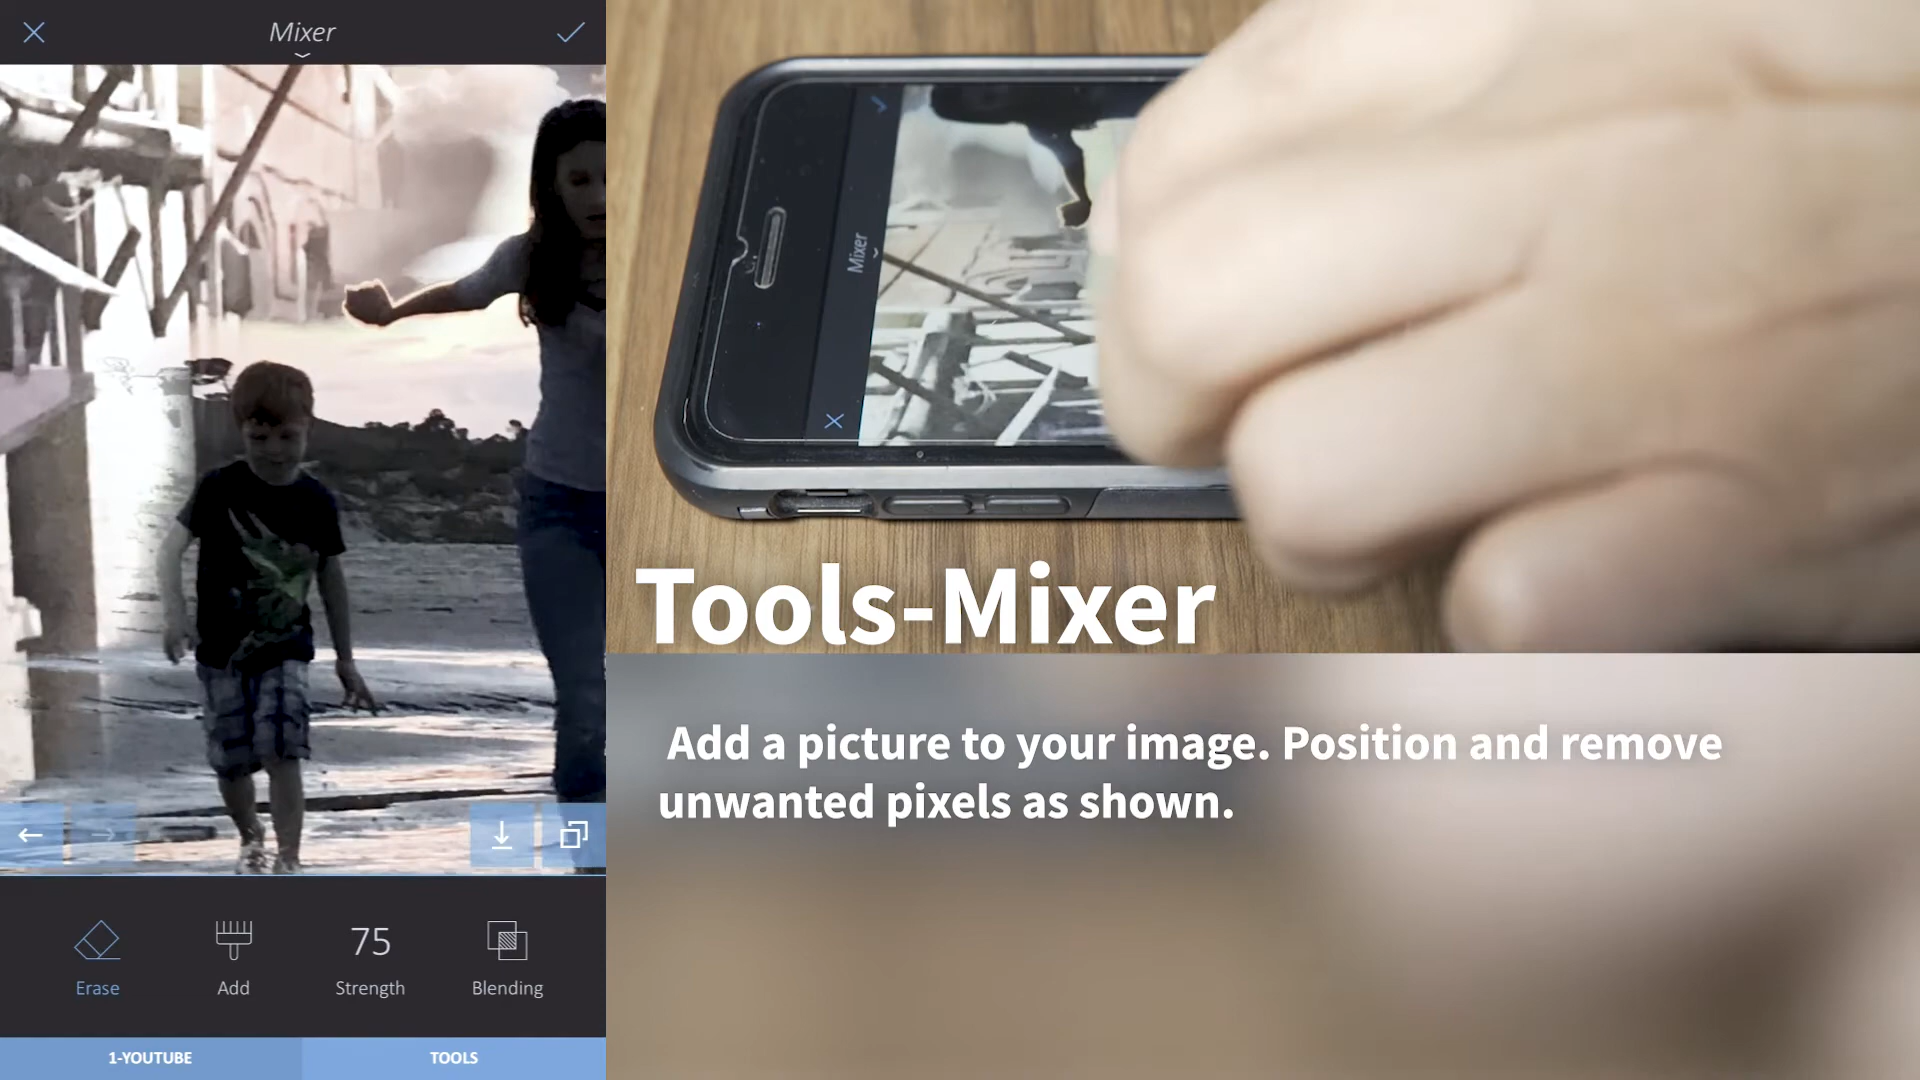 Mixer
Mixer
Tools-Mixer
Add a picture to your image. Position and remove
unwanted pixels as shown.
75
Erase
Add
Strength
Blending
1-YOUTUBE
TOOLS